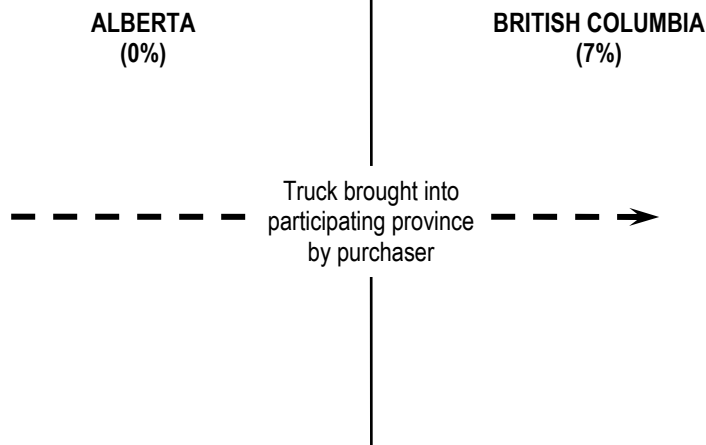 ALBERTA
(0%)
BRITISH COLUMBIA
(7%)
Truck brought into
participating province
by purchaser